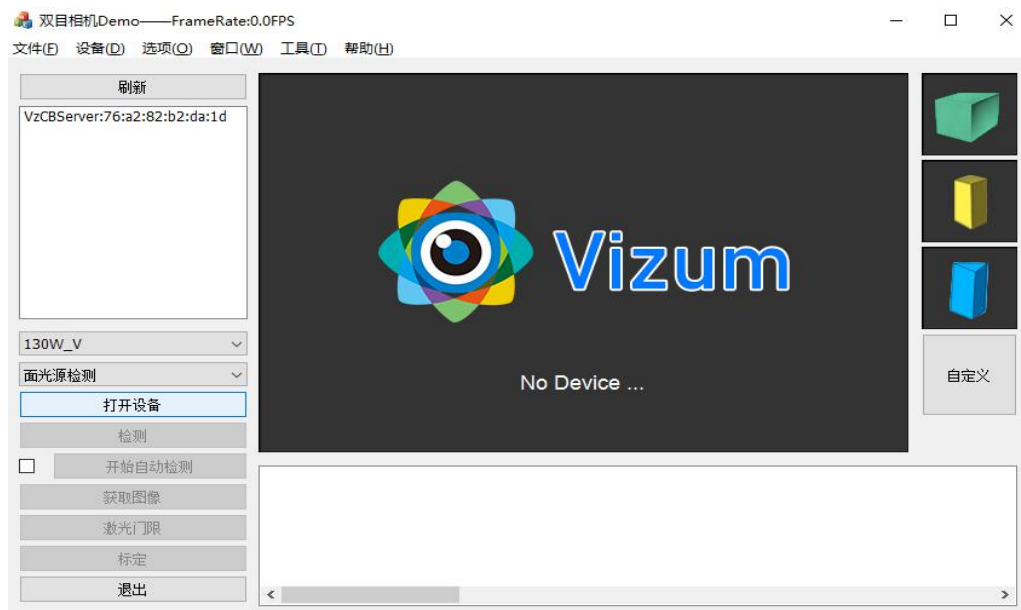 双目相机Demo——FrameRate:0.0FPS
文件(F) 设备(D) 选项(O) 窗口(W) 工具(T) 帮助(H)
刷新
VzCBServer:76:a2:82:b2:da:1d
130W_V
面光源检测
打开设备
检测
开始自动检测
获取图像
激光门限
标定
退出
Vizum
No Device ...
自定义